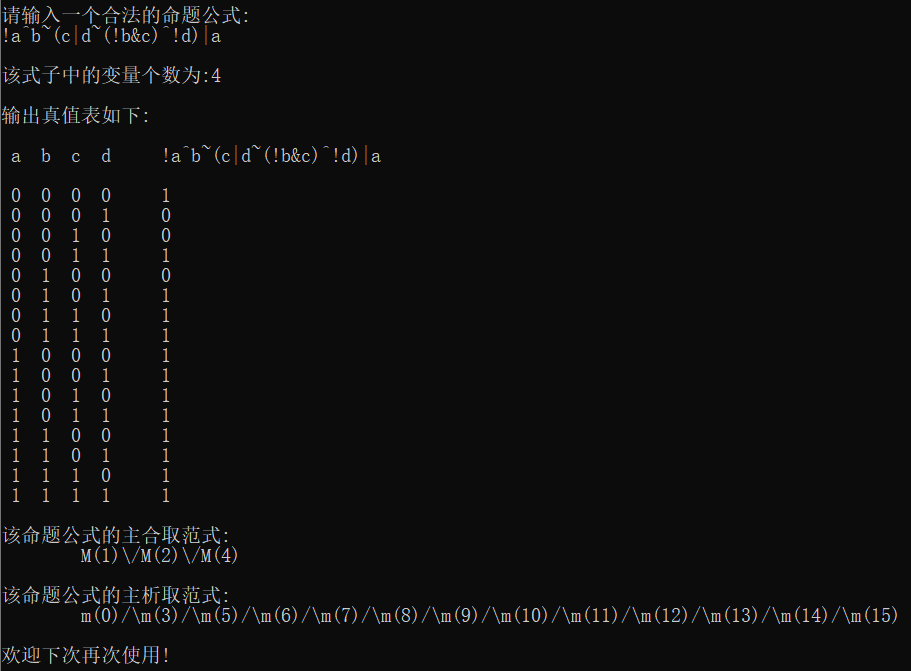 请输入一个合法的命题公式:
!a^b~(c|d~(!b&c)^!d)|a
该式子中的变量个数为:4
输出真值表如下:
a b c d !a^b~(c|d~(!b&c)^!d)|a
0 0 0 0 1
0 0 0 1 0
0 0 1 0 0
0 0 1 1 1
0 1 0 0 0
0 1 0 1 1
0 1 1 0 1
0 1 1 1 1
1 0 0 0 1
1 0 0 1 1
1 0 1 0 1
1 0 1 1 1
1 1 0 0 1
1 1 0 1 1
1 1 1 0 1
1 1 1 1 1
该命题公式的主合取范式:
M(1)\/M(2)\/M(4)
该命题公式的主析取范式:
m(0)/\m(3)/\m(5)/\m(6)/\m(7)/\m(8)/\m(9)/\m(10)/\m(11)/\m(12)/\m(13)/\m(14)/\m(15)
欢迎下次再次使用!